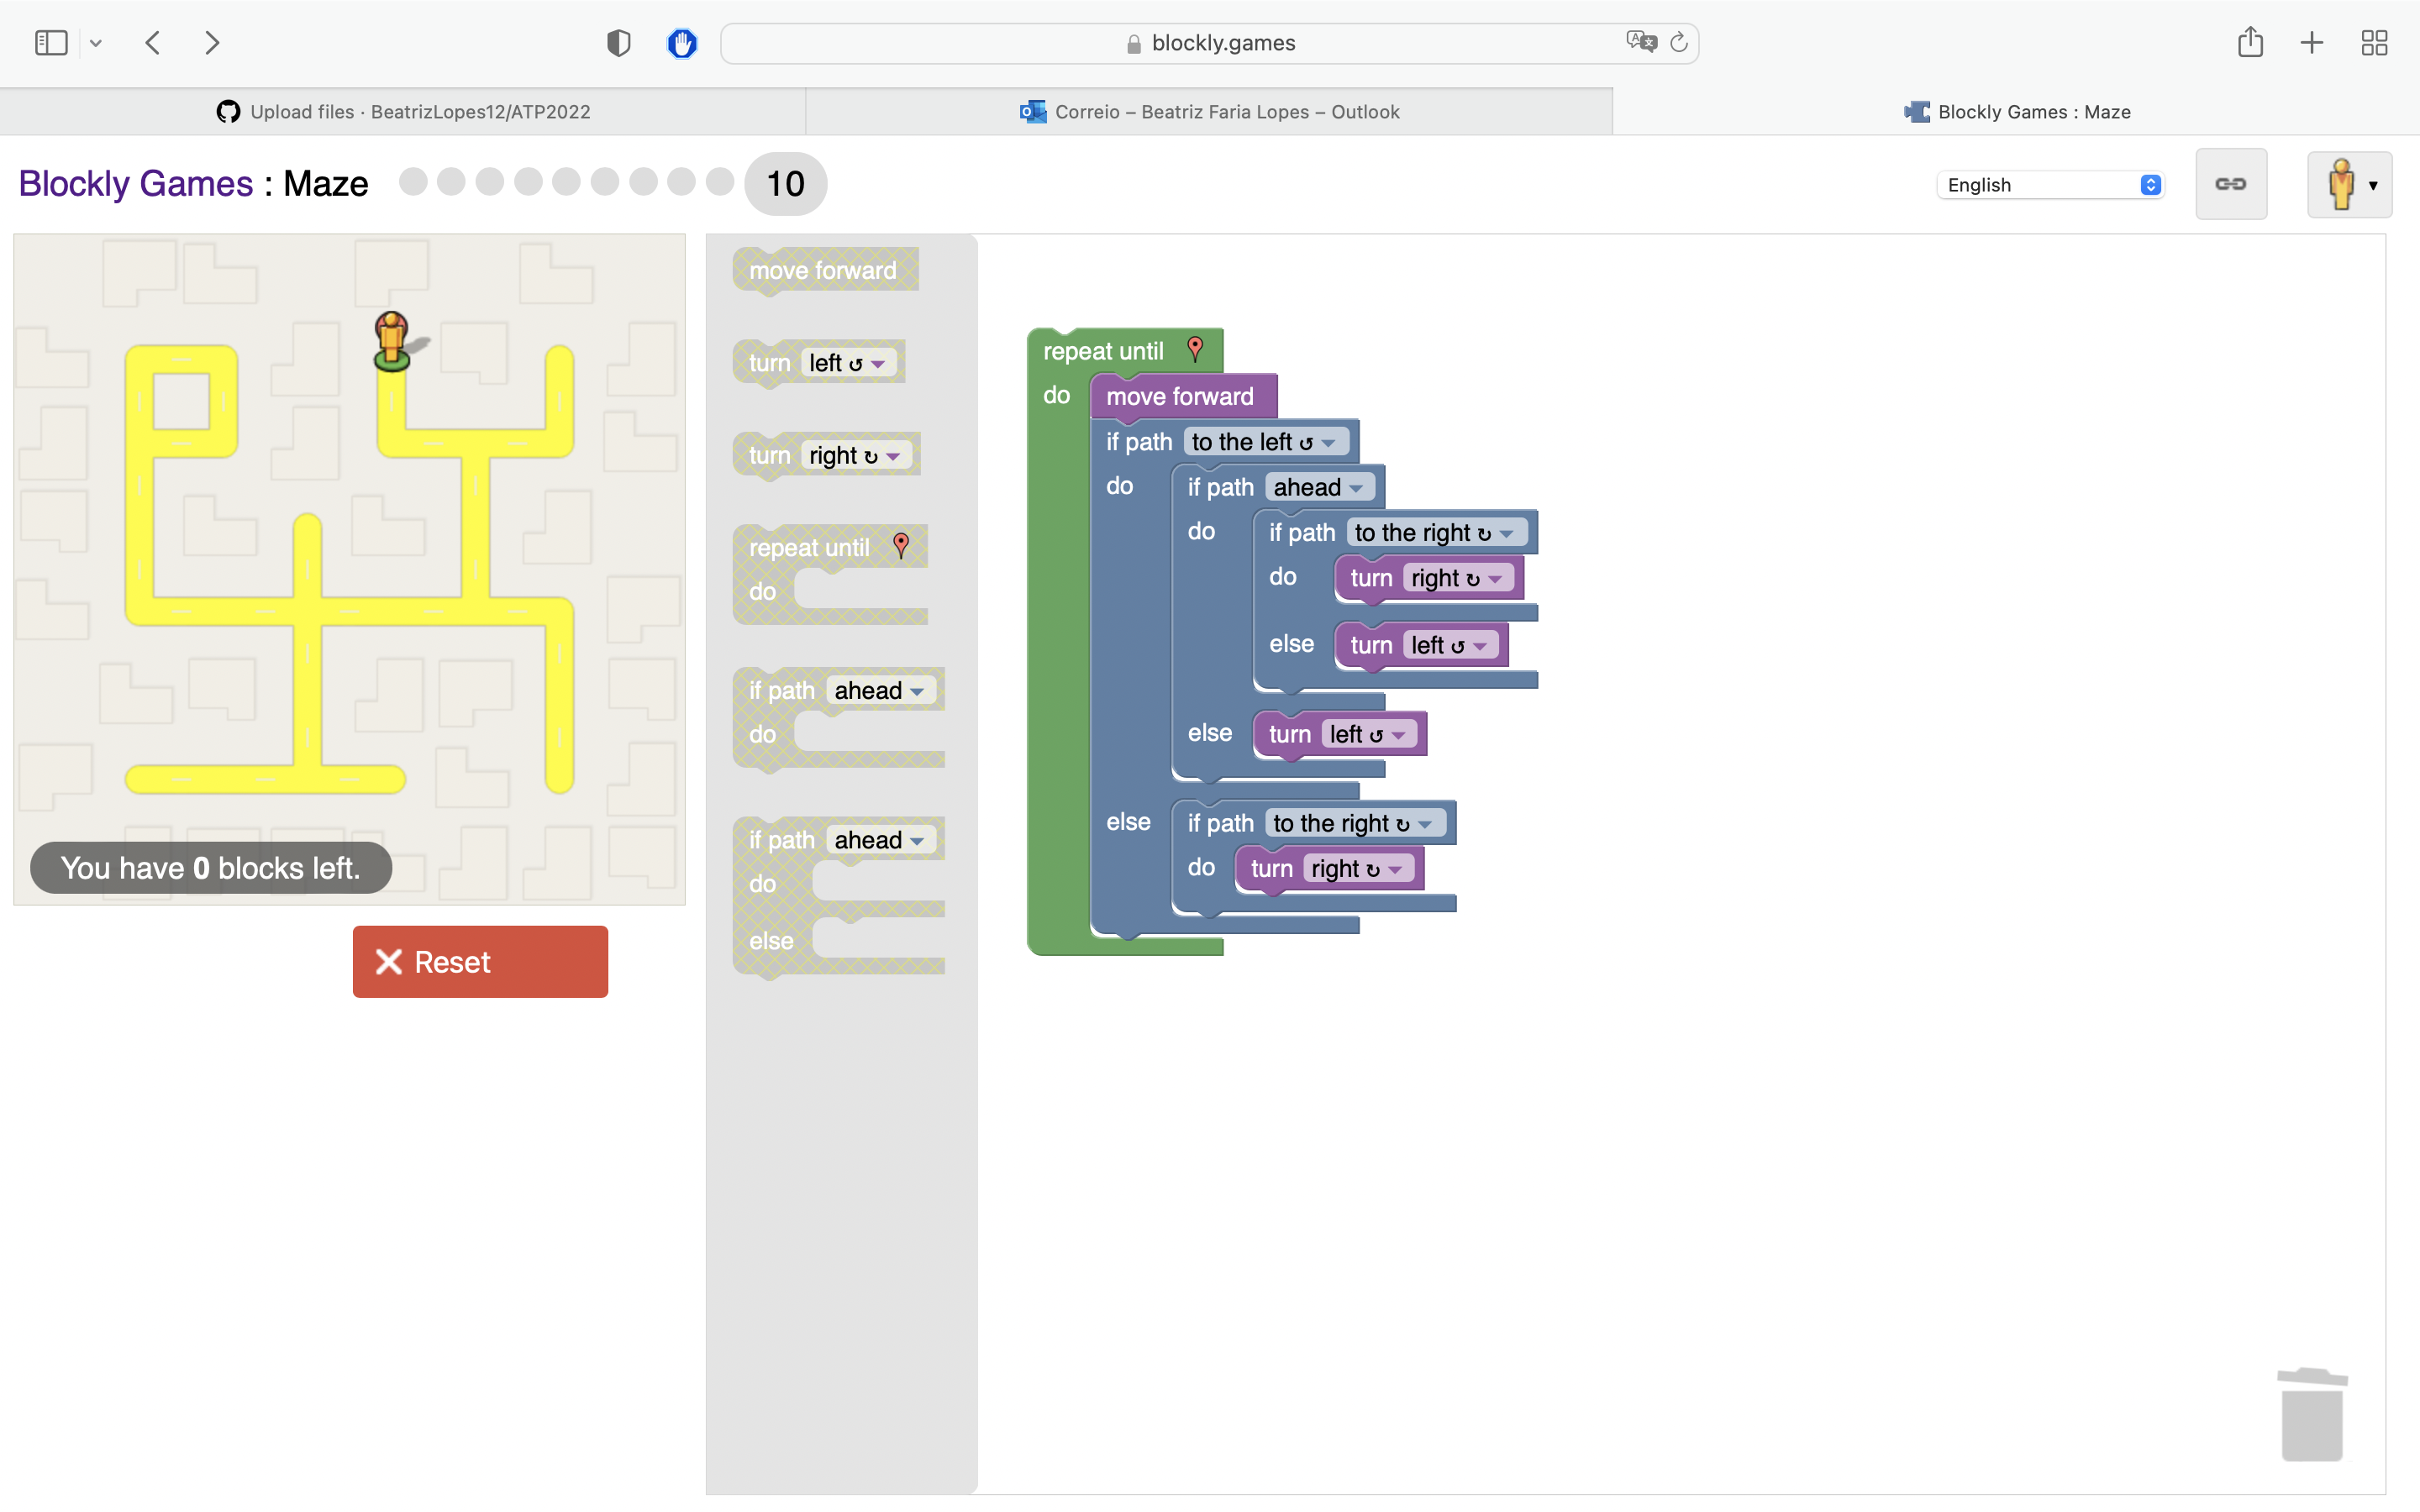 blockly.games
Upload files · BeatrizLopes12/ATP2022
Correio – Beatriz Faria Lopes – Outlook
Blockly Games : Maze
Blockly Games : Maze
10
English
You have 0 blocks left.
Reset
move forward
turn left ↺
turn right ↻
repeat until
do
if path ahead
do
if path ahead
do
else
repeat until
do
move forward
if path to the left ↺
do
if path ahead
do
if path to the right ↻
do
turn right ↻
else
turn left ↺
else
turn left ↺
else
if path to the right ↻
do
turn right ↻